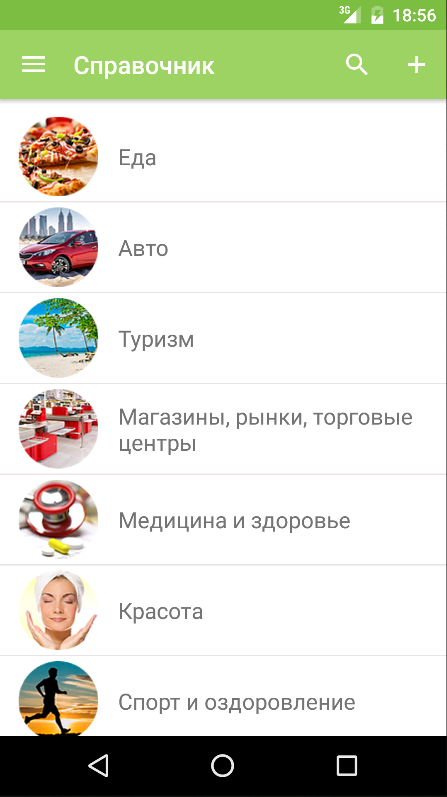 3G 18:56
Справочник
Еда
Авто
Туризм
Магазины, рынки, торговые
центры
Медицина и здоровье
Красота
Спорт и оздоровление